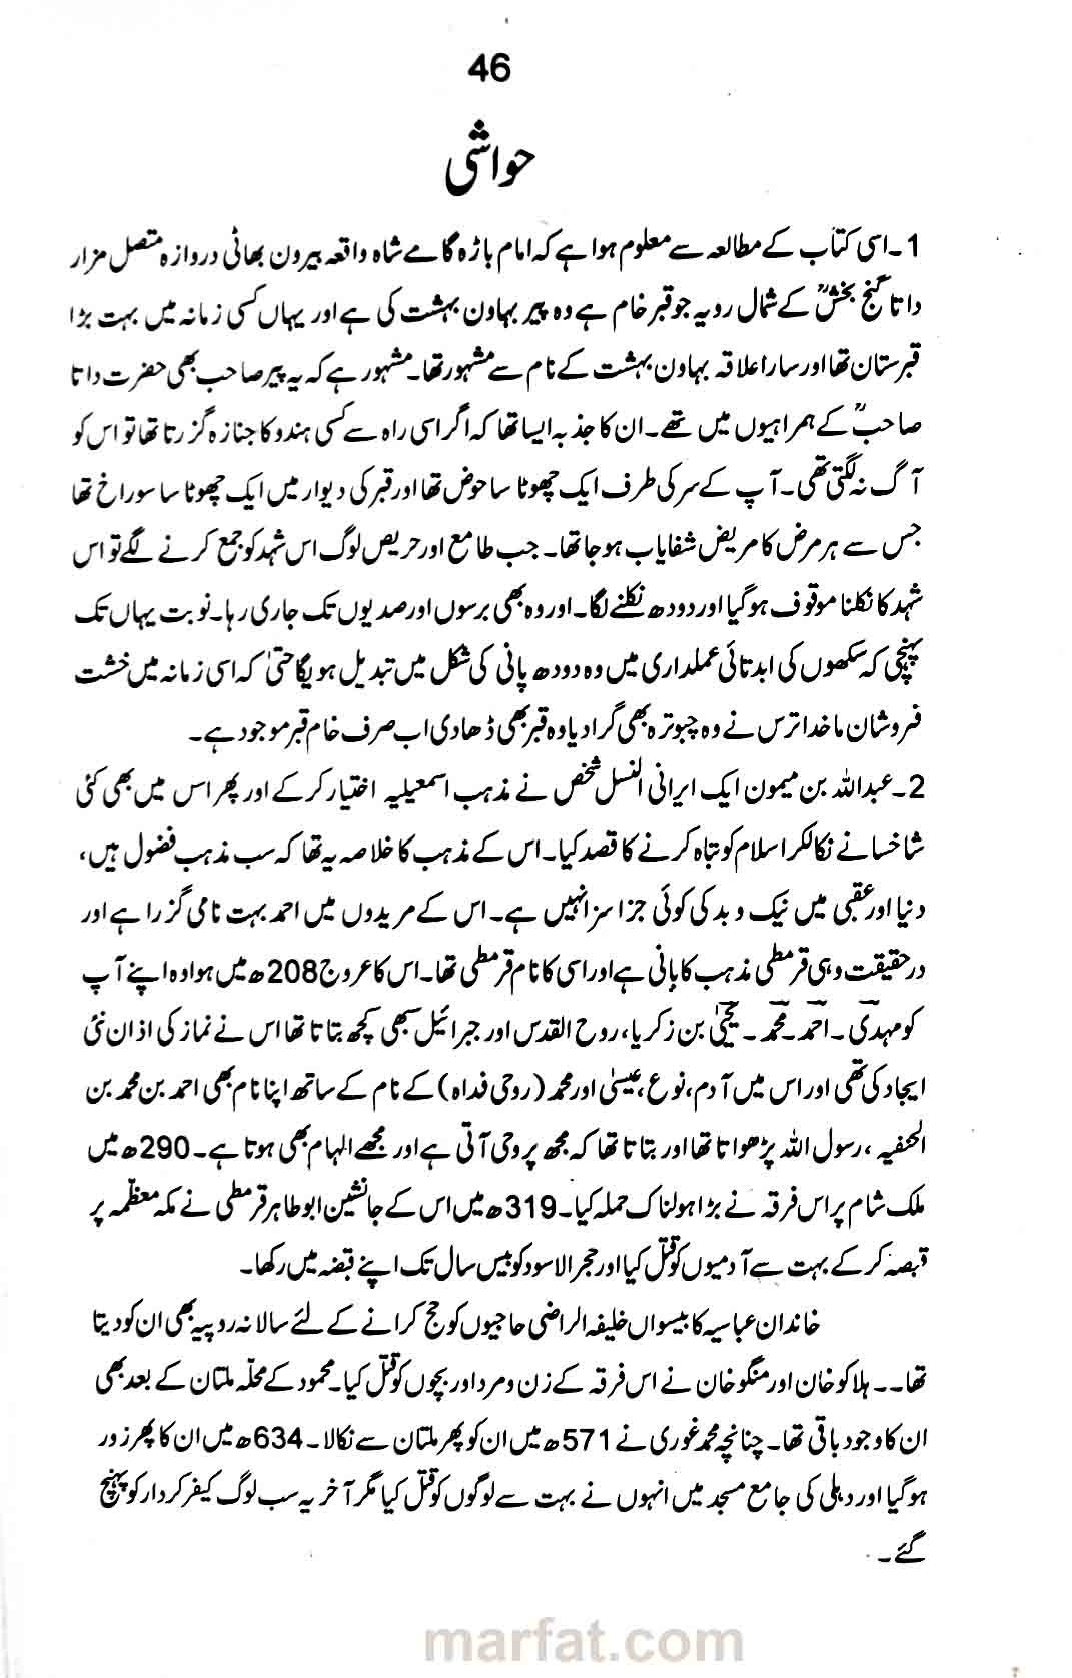 46
حواشی
1۔اسی کتاب کے مطالعہ سے معلوم ہوا ہے کہ امام باڑہ گامے شاہ واقعہ بیرون بھاٹی دروازہ متصل مزار
داتا گنج بخشؒ کے شمال رویہ جو قبر خام ہے وہ پیر بہاون بہشت کی ہے اور یہاں کسی زمانہ میں بہت بڑا
قبرستان تھا اور سارا علاقہ بہاون بہشت کے نام سے مشہور تھا۔ مشہور ہے کہ یہ پیر صاحب بھی حضرت داتا
صاحبؒ کے ہمراہیوں میں تھے۔ ان کا جذبہ ایسا تھا کہ اگر اسی راہ سے کسی ہندو کا جنازہ گزرتا تھا تو اس کو
آگ نہ لگتی تھی۔ آپ کے سر کی طرف ایک چھوٹا سا حوض تھا اور قبر کی دیوار میں ایک چھوٹا سا سوراخ تھا
جس سے ہر مرض کا مریض شفایاب ہو جاتا تھا۔ جب طامع اور حریص لوگ اس شہد کو جمع کرنے لگے تو اس
شہد کا نکلنا موقوف ہو گیا اور دودھ نکلنے لگا۔ اور وہ بھی برسوں اور صدیوں تک جاری رہا۔ نوبت یہاں تک
پہنچی کہ سکھوں کی ابدتائی عملداری میں وہ دودھ پانی کی شکل میں تبدیل ہو یگا حتیٰ کہ اسی زمانہ میں خشت
فروشان ماخدا ترس نے وہ چبوترہ بھی گرا دیا وہ قبر بھی ڈھا دی اب صرف خام قبر موجود ہے۔
2۔ عبداللہ بن میمون ایک ایرانی النسل شخص نے مذہب اسمعیلیہ اختیار کر کے اور پھر اس میں بھی کئی
شاخسانے نکالکر اسلام کو تباہ کرنے کا قصد کیا۔ اس کے مذہب کا خلاصہ یہ تھا کہ سب مذہب فضول ہیں،
دنیا اور عقبی میں نیک و بد کی کوئی جزا سزا نہیں ہے۔ اس کے مریدوں میں احمد بہت نامی گزرا ہے اور
درحقیقت وہی قرمطی مذہب کا بانی ہے اور اسی کا نام قرمطی تھا۔ اس کا عروج 208ھ میں ہوا وہ اپنے آپ
کو مہدی۔ احمد۔ محمد۔ یحییٰ بن زکریا، روح القدس اور جبرائیل سبھی کچھ بتاتا تھا اس نے نماز کی اذان نئی
ایجاد کی تھی اور اس میں آدم، نوع، عیسیٰ اور محمد (روحی فداہ) کے نام کے ساتھ اپنا نام بھی احمد بن محمد بن
الحفیہ، رسول اللہ پڑھواتا تھا اور بتاتا تھا کہ مجھ پر وحی آتی ہے اور مجھے الہام بھی ہوتا ہے۔ 290ھ میں
ملک شام پر اس فرقہ نے بڑا ہولناک حملہ کیا۔ 319ھ میں اس کے جانشین ابوطاہر قرمطی نے مکہ معظمہ پر
قبصہ کر کے بہت سے آدمیوں کو قتل کیا اور حجر الاسود کو بیس سال تک اپنے قبضہ میں رکھا۔
خاندان عباسیہ کا بیسواں خلیفہ الراضی حاجیوں کو حج کرانے کے لئے سالانہ روپیہ بھی ان کو دیتا
تھا۔۔ ہلاکو خان اور منگو خان نے اس فرقہ کے زن و مرد اور بچوں کو قتل کیا۔ محمود کے محلّہ ملتان کے بعد بھی
ان کا وجود باقی تھا۔ چنانچہ محمد غوری نے 571ھ میں ان کو پھر ملتان سے نکالا۔ 634ھ میں ان کا پھر زور
ہو گیا اور دہلی کی جامع مسجد میں انہوں نے بہت سے لوگوں کو قتل کیا مگر آخر یہ سب لوگ کیفر کردار کو پہنچ
گئے۔
marfat.com